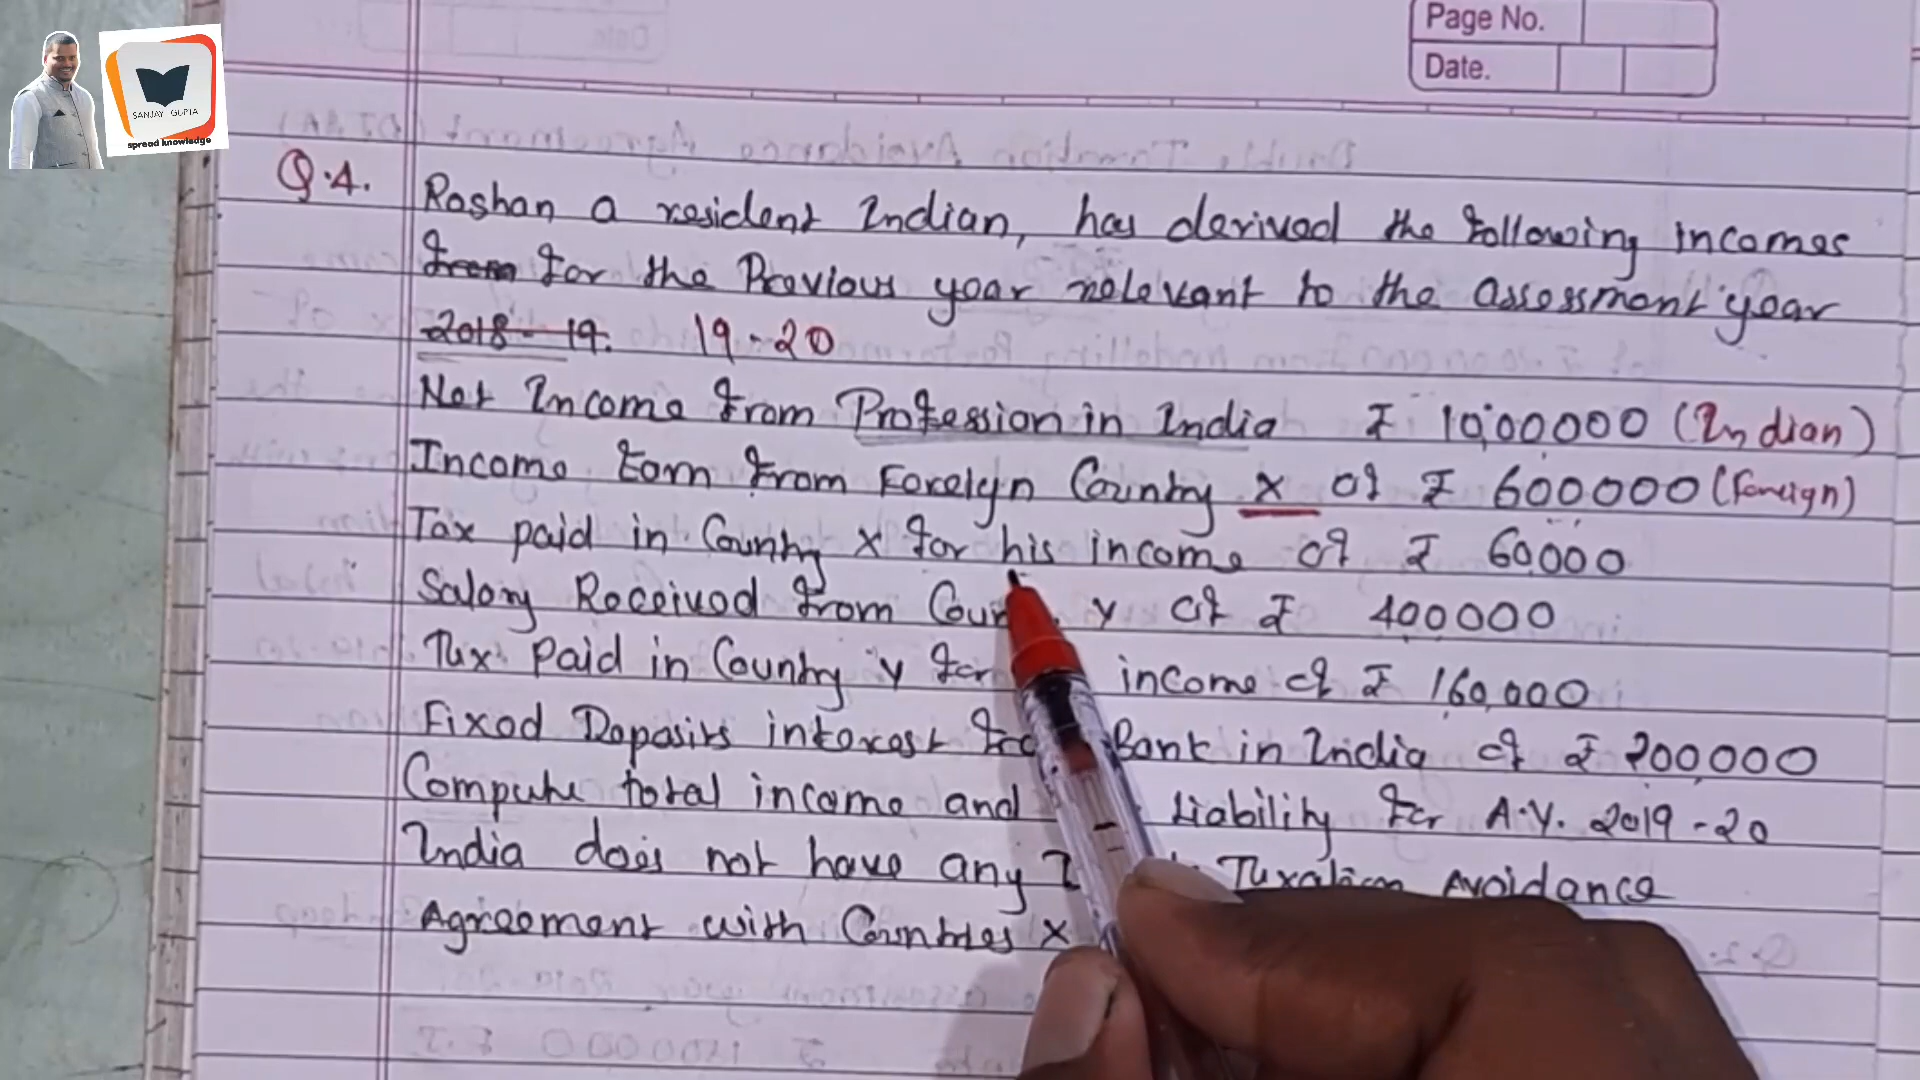 Page No.
Date.
SANJAY GUPTA
spread knowledge
Q.4. Roshan a resident Indian, has derived the following incomes
from for the Previous year relevant to the assessment year
2018-19. 19-20
Net Income from Profession in India ₹ 10,00000 (Indian)
Income Earn from Foreign Country X of ₹ 600000 (Foreign)
Tax paid in Country X for his income of ₹ 60,000
Salary Received from Y of ₹ 400000
Tax Paid in Country Y for income of ₹ 160,000
Fixed Deposits interest Bank in India of ₹ 200,000
Compute total income and liability for A.Y. 2019-20
India does not have any Taxation Avoidance
Agreement with Countries X